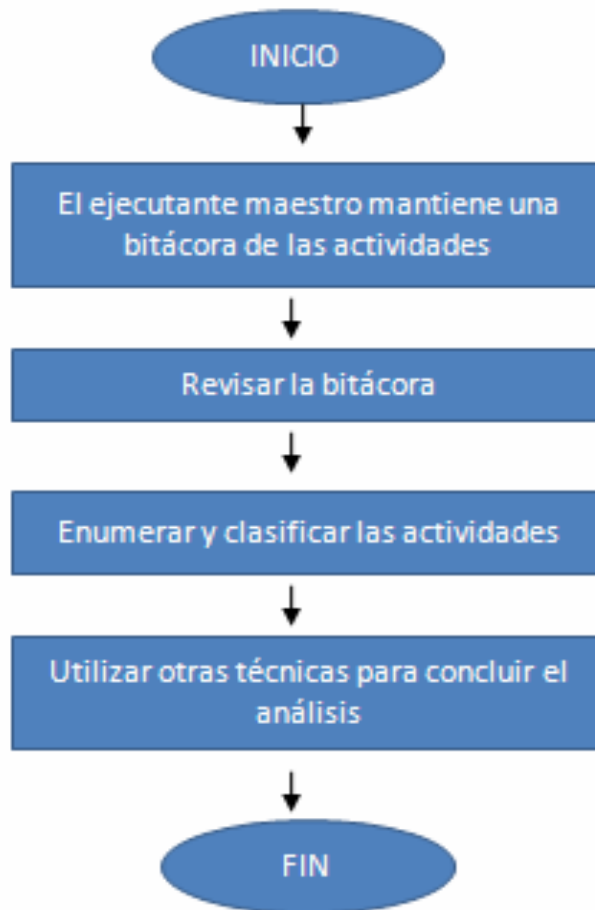 INICIO
El ejecutante maestro mantiene una
bitácora de las actividades
Revisar la bitácora
Enumerar y clasificar las actividades
Utilizar otras técnicas para concluir el
análisis
FIN